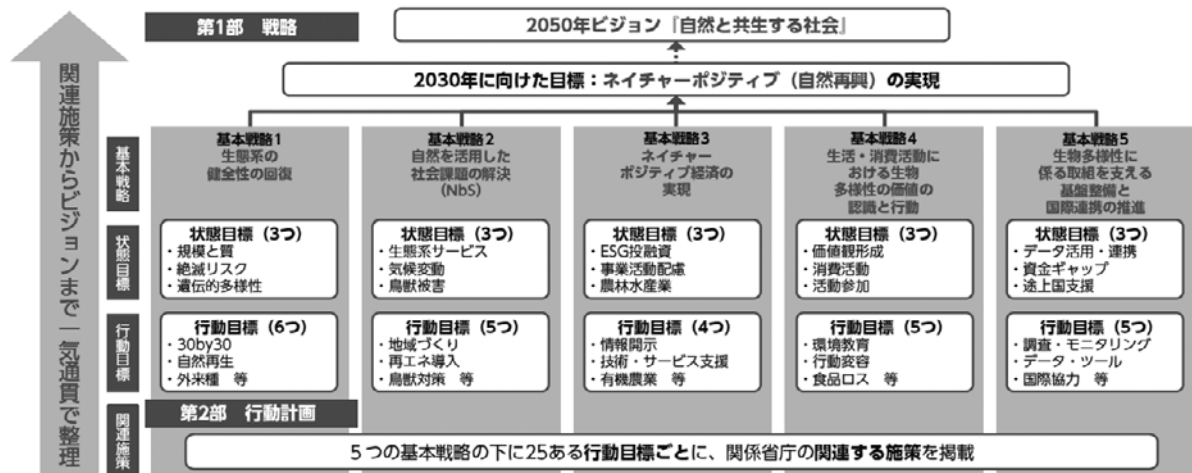 第1部 戦略
2050年ビジョン『自然と共生する社会』
2030年に向けた目標：ネイチャーポジティブ（自然再興）の実現
関連施策からビジョンまで一気通貫で整理
基本戦略
基本戦略1
生態系の
健全性の回復
基本戦略2
自然を活用した
社会課題の解決
(NbS)
基本戦略3
ネイチャー
ポジティブ経済の
実現
基本戦略4
生活・消費活動に
おける生物
多様性の価値の
認識と行動
基本戦略5
生物多様性に
係る取組を支える
基盤整備と
国際連携の推進
状態目標
状態目標（3つ）
・規模と質
・絶滅リスク
・遺伝的多様性
状態目標（3つ）
・生態系サービス
・気候変動
・鳥獣被害
状態目標（3つ）
・ESG投融資
・事業活動配慮
・農林水産業
状態目標（3つ）
・価値観形成
・消費活動
・活動参加
状態目標（3つ）
・データ活用・連携
・資金ギャップ
・途上国支援
行動目標
行動目標（6つ）
・30by30
・自然再生
・外来種 等
行動目標（5つ）
・地域づくり
・再エネ導入
・鳥獣対策 等
行動目標（4つ）
・情報開示
・技術・サービス支援
・有機農業 等
行動目標（5つ）
・環境教育
・行動変容
・食品ロス 等
行動目標（5つ）
・調査・モニタリング
・データ・ツール
・国際協力 等
第2部 行動計画
関連施策
5つの基本戦略の下に25ある行動目標ごとに、関係省庁の関連する施策を掲載